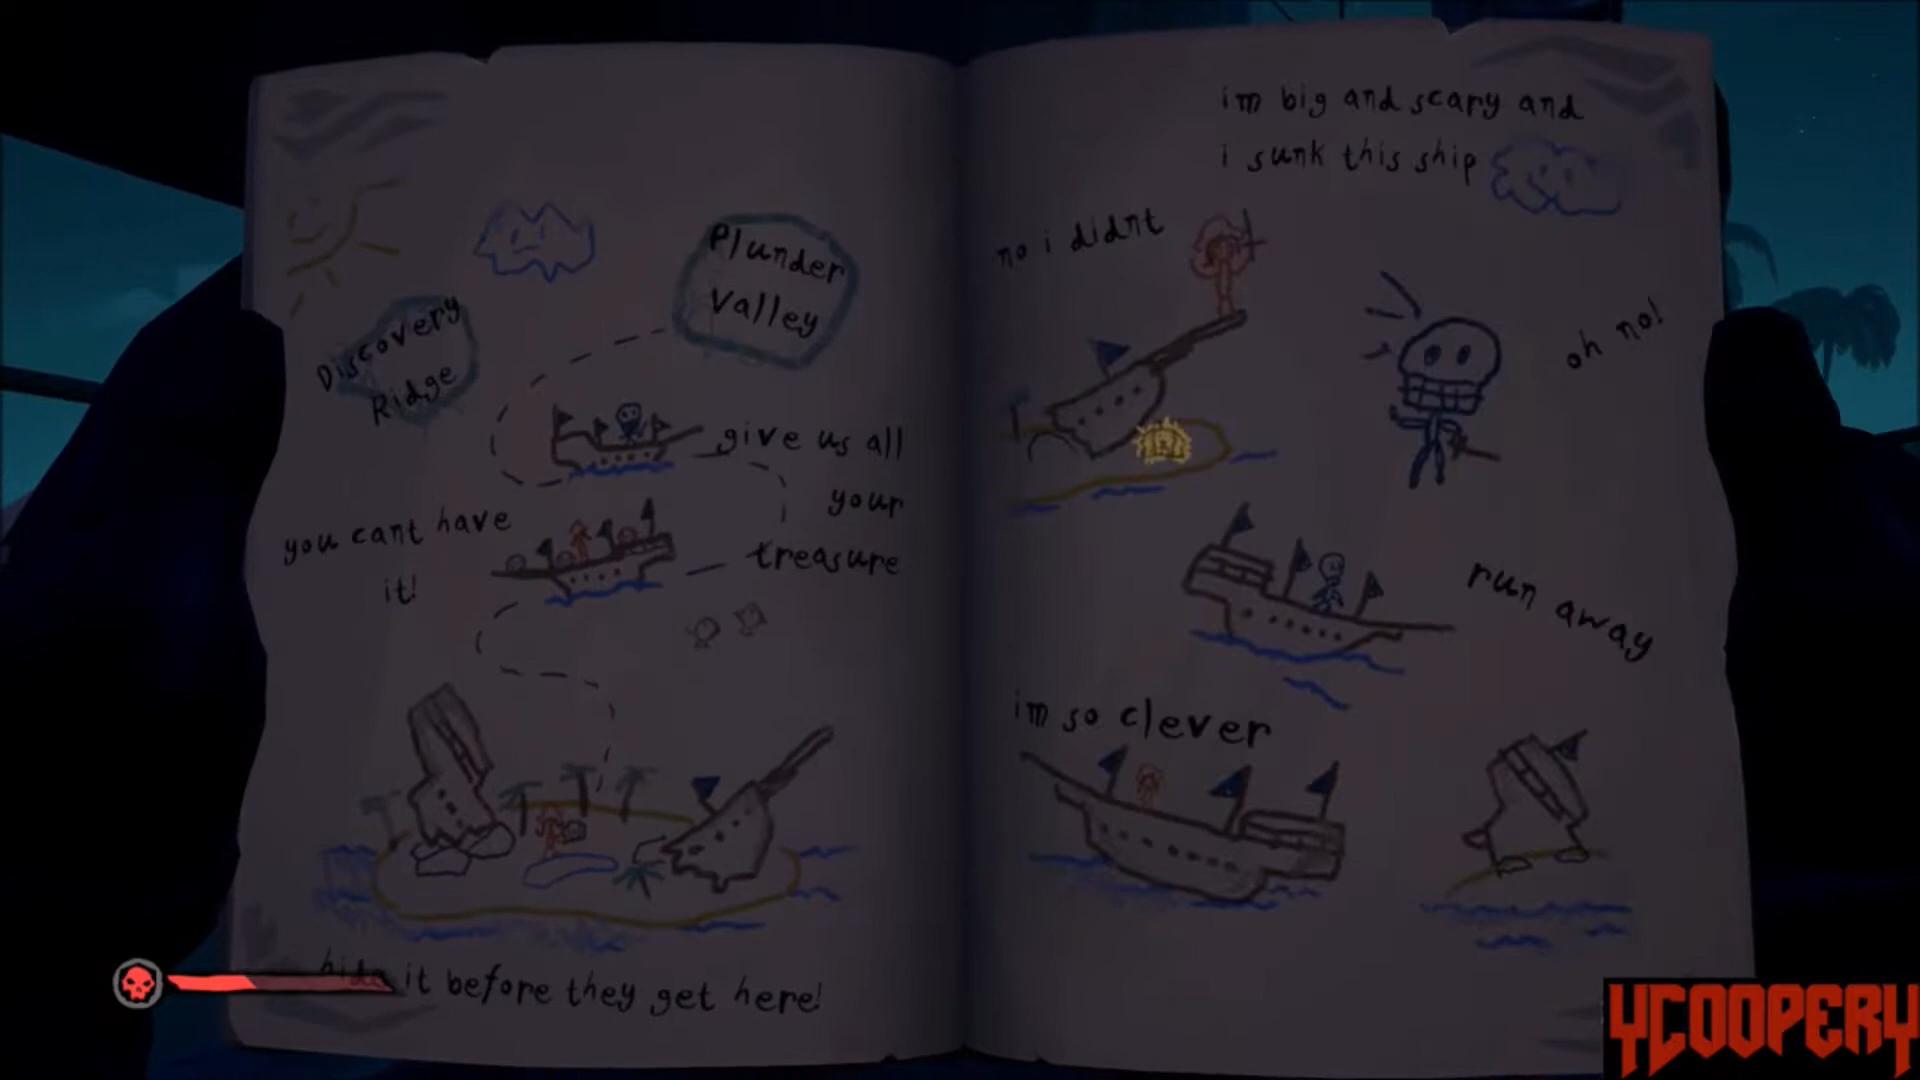 Plunder
Valley
Discovery
Ridge
give us all
your
treasure
you cant have
it!
hide it before they get here!
im big and scary and
i sunk this ship
no i didnt
oh no!
run away
im so clever
YCOOPERY